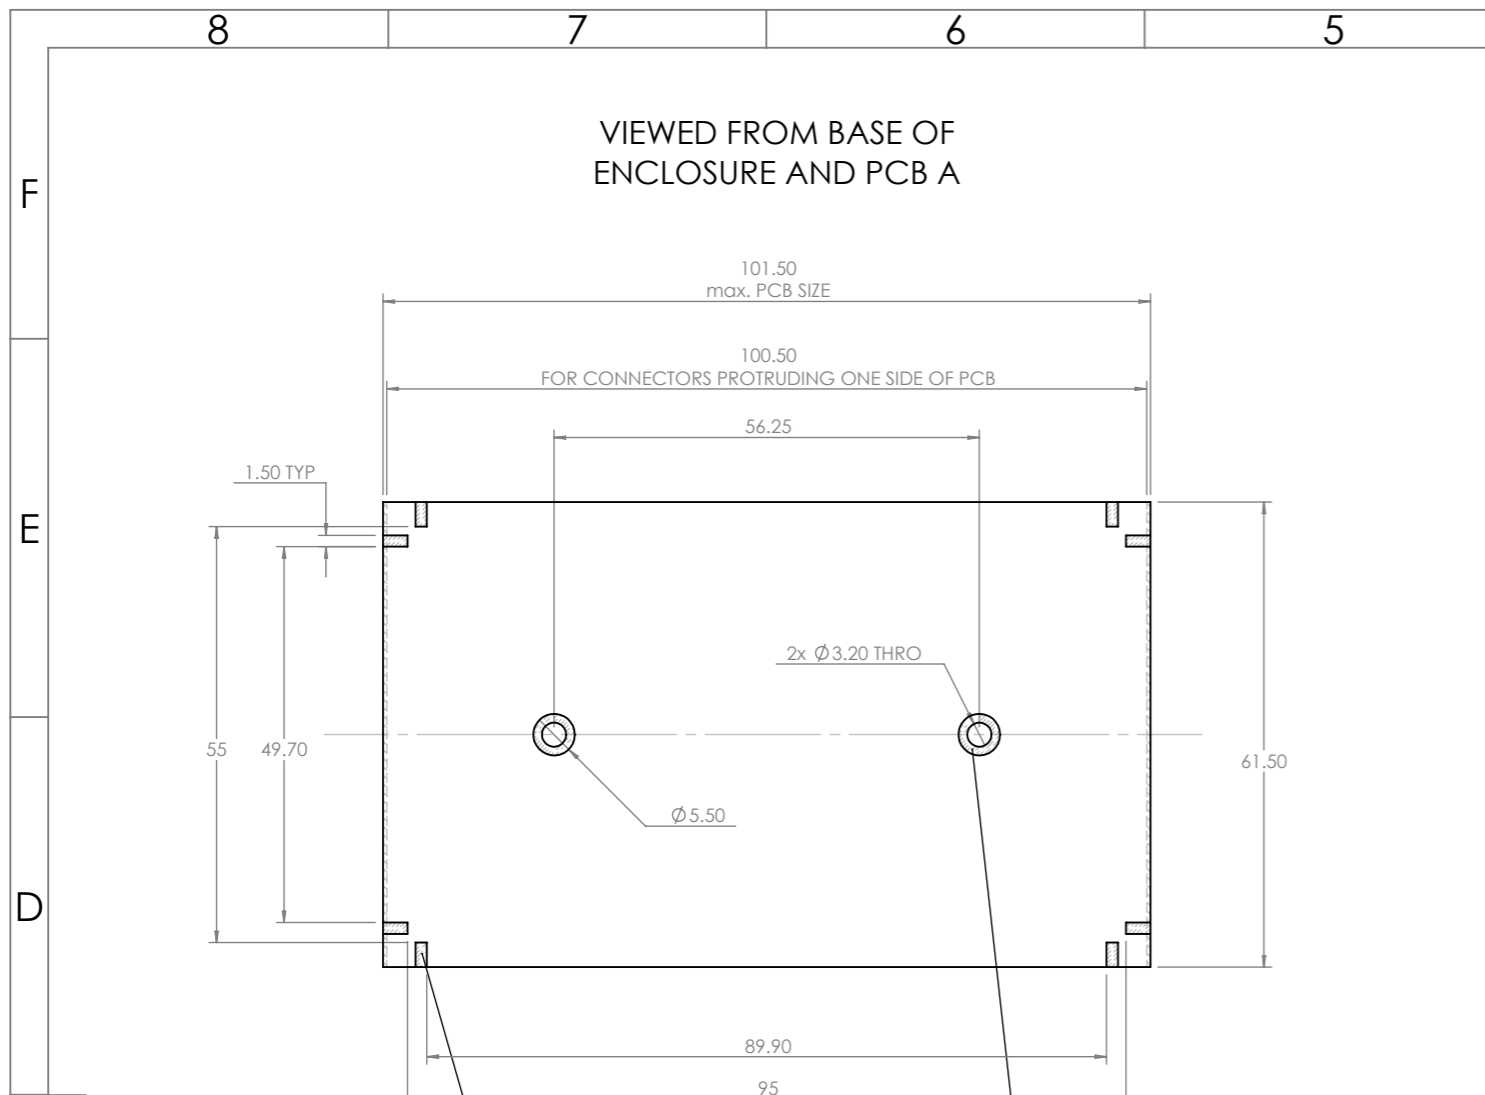 8 7 6 5
F
E
D
VIEWED FROM BASE OF
ENCLOSURE AND PCB A
101.50
max. PCB SIZE
100.50
FOR CONNECTORS PROTRUDING ONE SIDE OF PCB
56.25
1.50 TYP
2x Ø3.20 THRO
55
49.70
61.50
Ø5.50
89.90
95